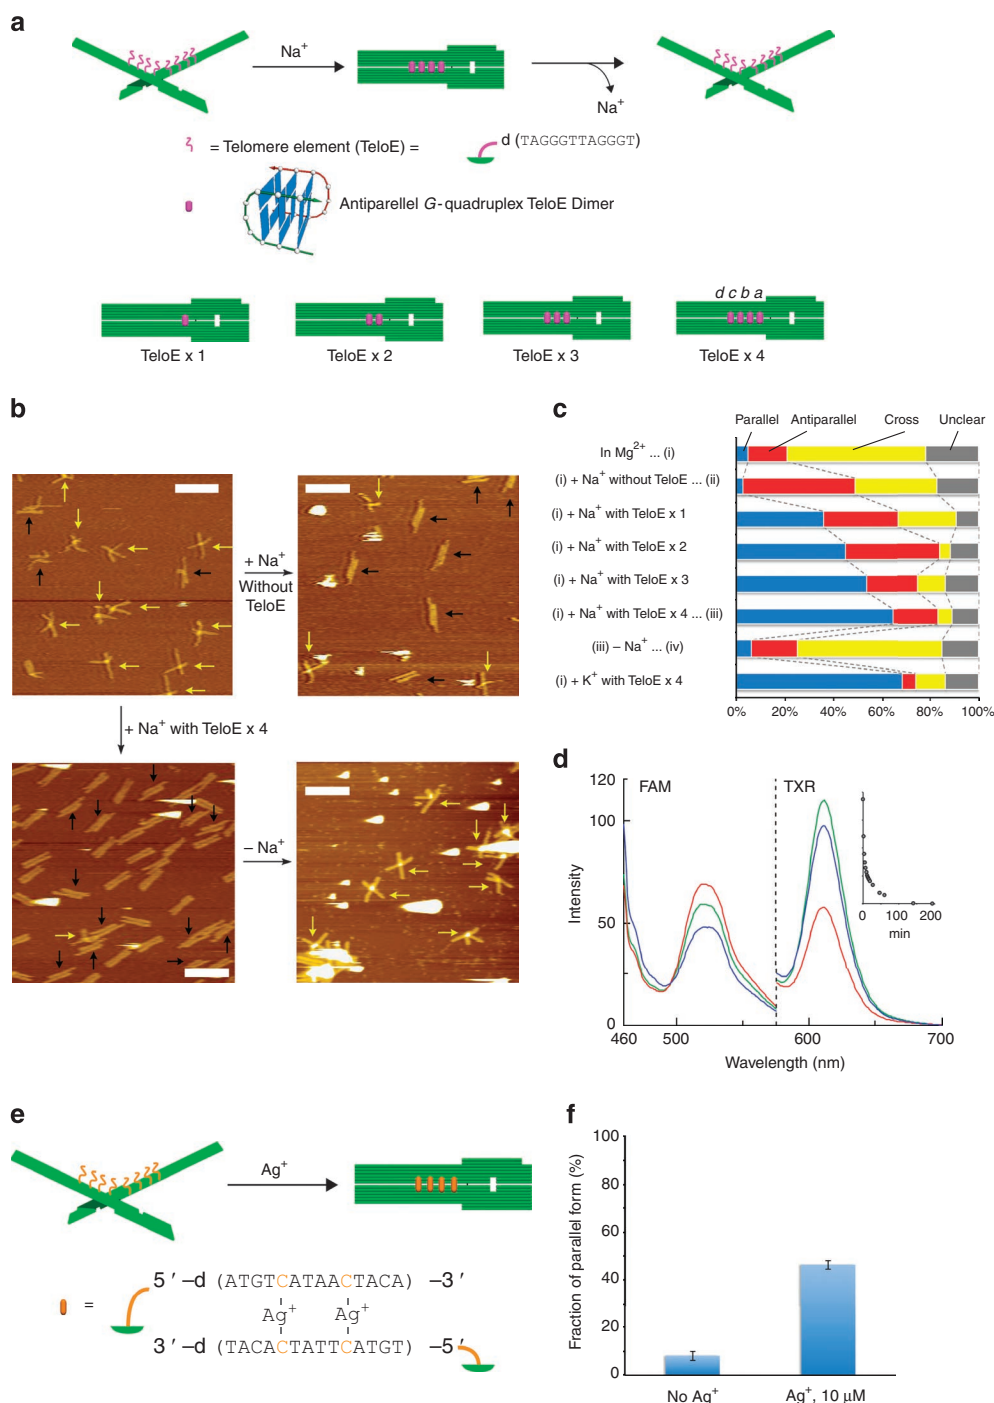 a
Na⁺
Na⁺
= Telomere element (TeloE) =
d (TAGGGTTAGGGT)
Antiparellel G-quadruplex TeloE Dimer
d c b a
TeloE x 1
TeloE x 2
TeloE x 3
TeloE x 4
b
+ Na⁺
Without
TeloE
+ Na⁺ with TeloE x 4
− Na⁺
c
Parallel
Antiparallel
Cross
Unclear
In Mg²⁺ ... (i)
(i) + Na⁺ without TeloE ... (ii)
(i) + Na⁺ with TeloE x 1
(i) + Na⁺ with TeloE x 2
(i) + Na⁺ with TeloE x 3
(i) + Na⁺ with TeloE x 4 ... (iii)
(iii) − Na⁺ ... (iv)
(i) + K⁺ with TeloE x 4
0% 20% 40% 60% 80% 100%
d
120
100
50
0
Intensity
FAM
TXR
0 100 200
min
460 500 600 700
Wavelength (nm)
e
Ag⁺
=
5′ –d (ATGTCATAACTACA) –3′
Ag⁺ Ag⁺
3′ –d (TACACTATTCATGT) –5′
f
100
80
60
40
20
0
Fraction of parallel form (%)
No Ag⁺
Ag⁺, 10 μM